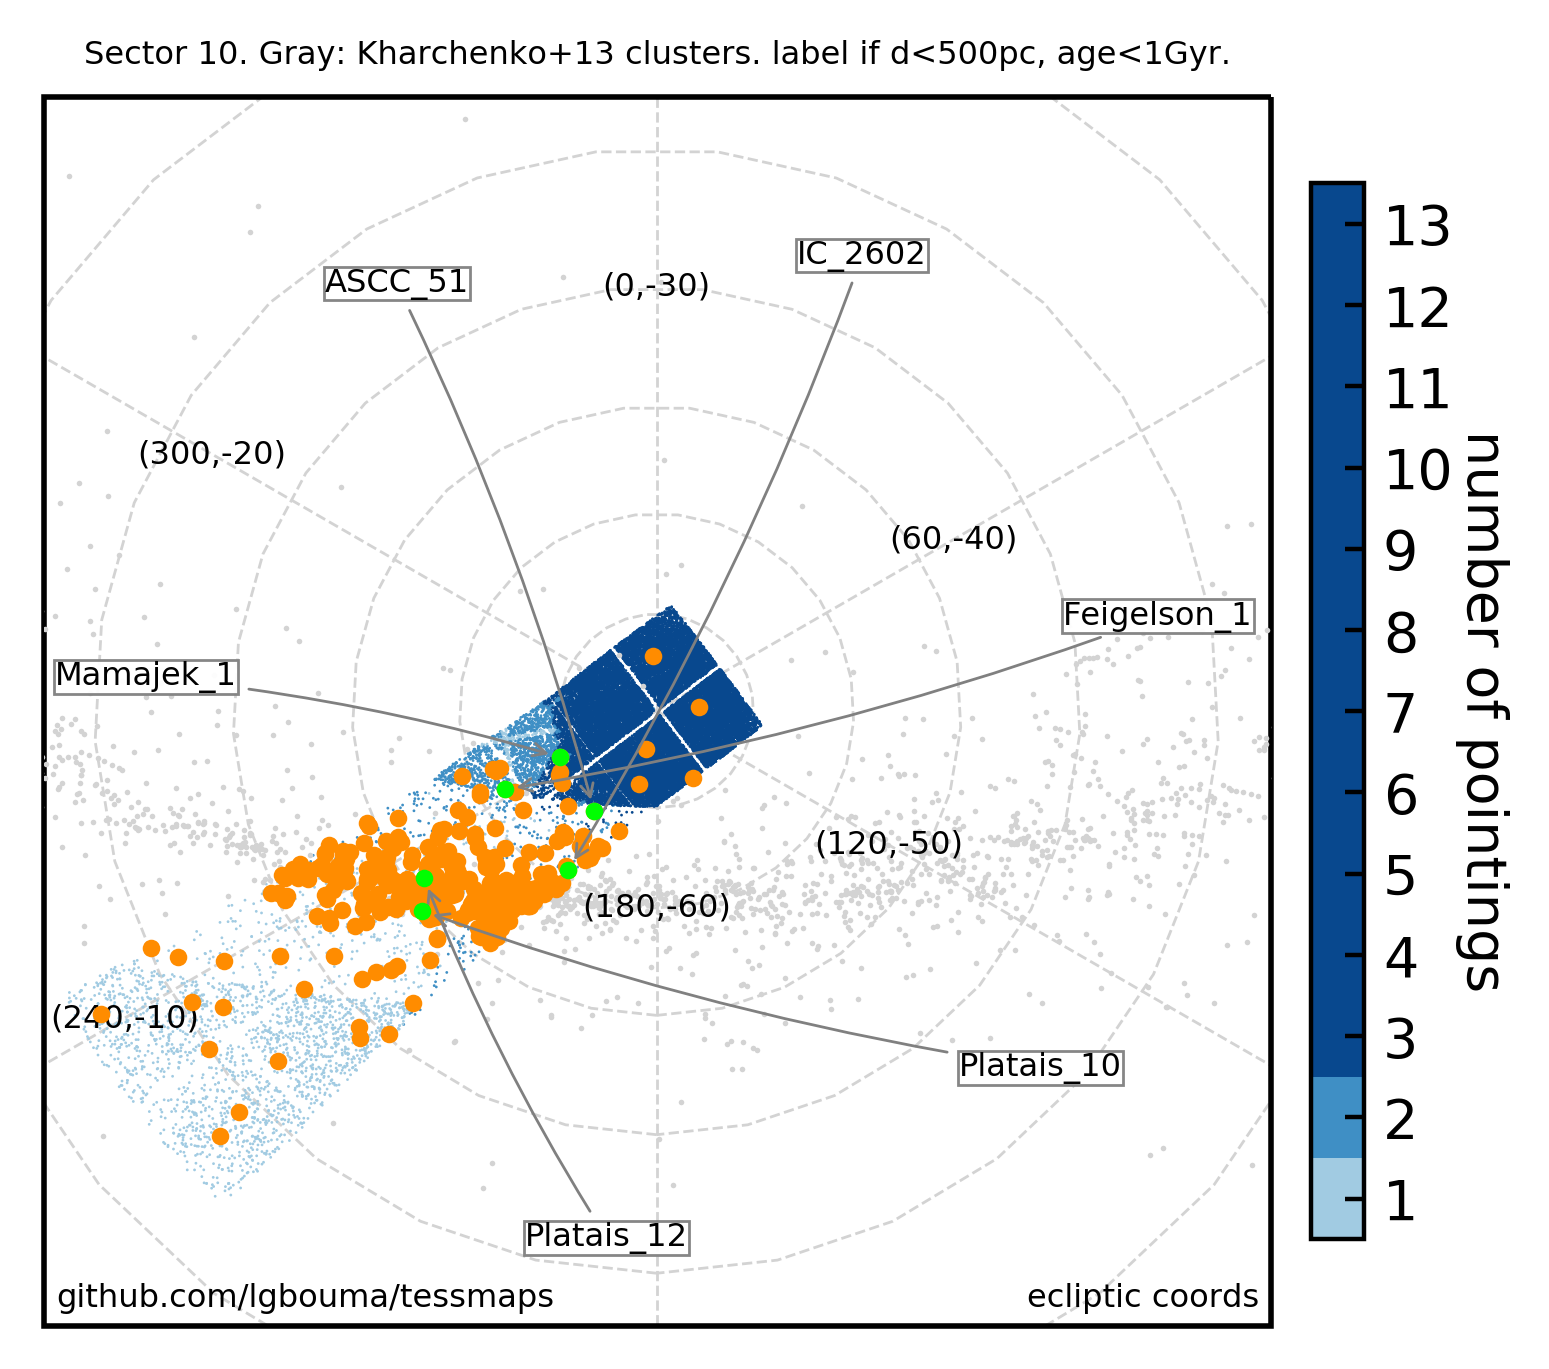 Sector 10. Gray: Kharchenko+13 clusters. label if d<500pc, age<1Gyr.
IC_2602
ASCC_51
(0,-30)
(300,-20)
(60,-40)
Feigelson_1
Mamajek_1
(120,-50)
(180,-60)
(240,-10)
Platais_10
Platais_12
github.com/lgbouma/tessmaps
ecliptic coords
13
12
11
10
9
8
7
6
5
4
3
2
1
number of pointings